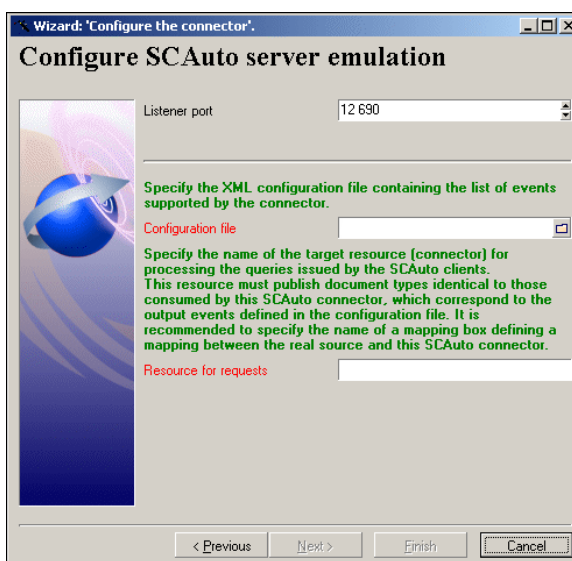 Wizard: 'Configure the connector'.
Configure SCAuto server emulation
Listener port
12 690
Specify the XML configuration file containing the list of events
supported by the connector.
Configuration file
Specify the name of the target resource (connector) for
processing the queries issued by the SCAuto clients.
This resource must publish document types identical to those
consumed by this SCAuto connector, which correspond to the
output events defined in the configuration file. It is
recommended to specify the name of a mapping box defining a
mapping between the real source and this SCAuto connector.
Resource for requests
< Previous
Next >
Finish
Cancel